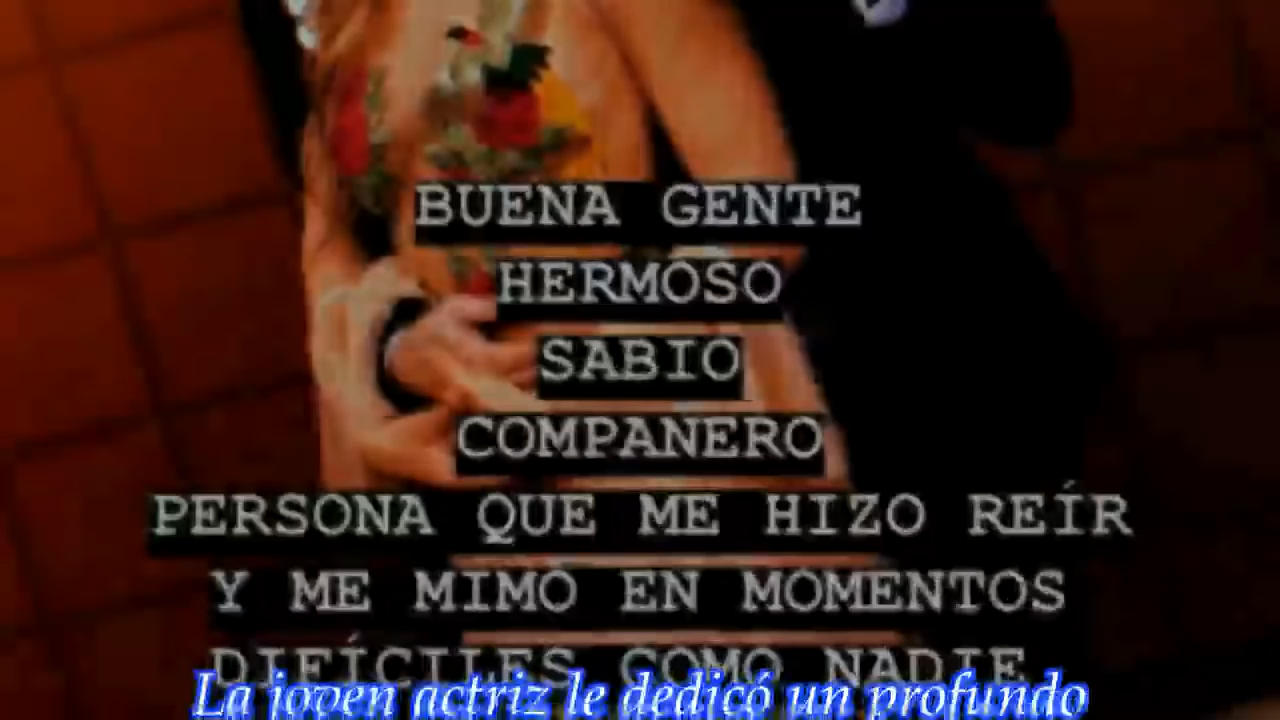 BUENA GENTE
HERMOSO
SABIO
COMPANERO
PERSONA QUE ME HIZO REÍR
Y ME MIMÓ EN MOMENTOS
DIFÍCILES COMO NADIE
La joven actriz le dedicó un profundo